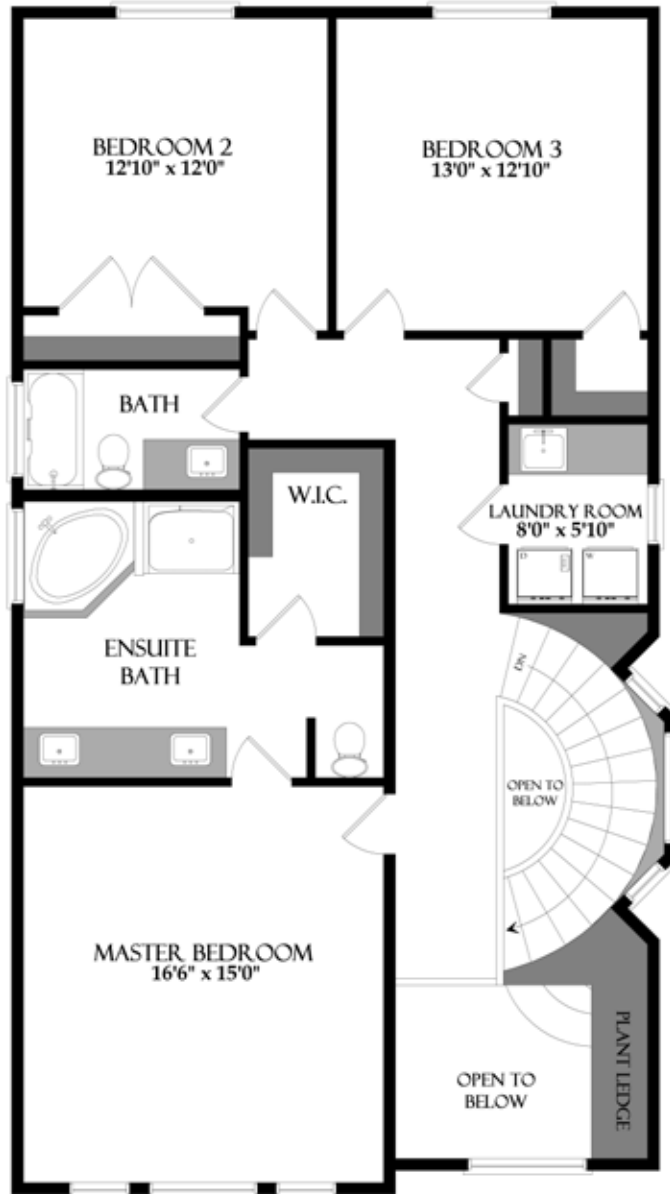 BEDROOM 2
12'10" x 12'0"
BEDROOM 3
13'0" x 12'10"
BATH
W.I.C.
LAUNDRY ROOM
8'0" x 5'10"
D
W
ENSUITE
BATH
DN
OPEN TO
BELOW
MASTER BEDROOM
16'6" x 15'0"
OPEN TO
BELOW
PLANT LEDGE